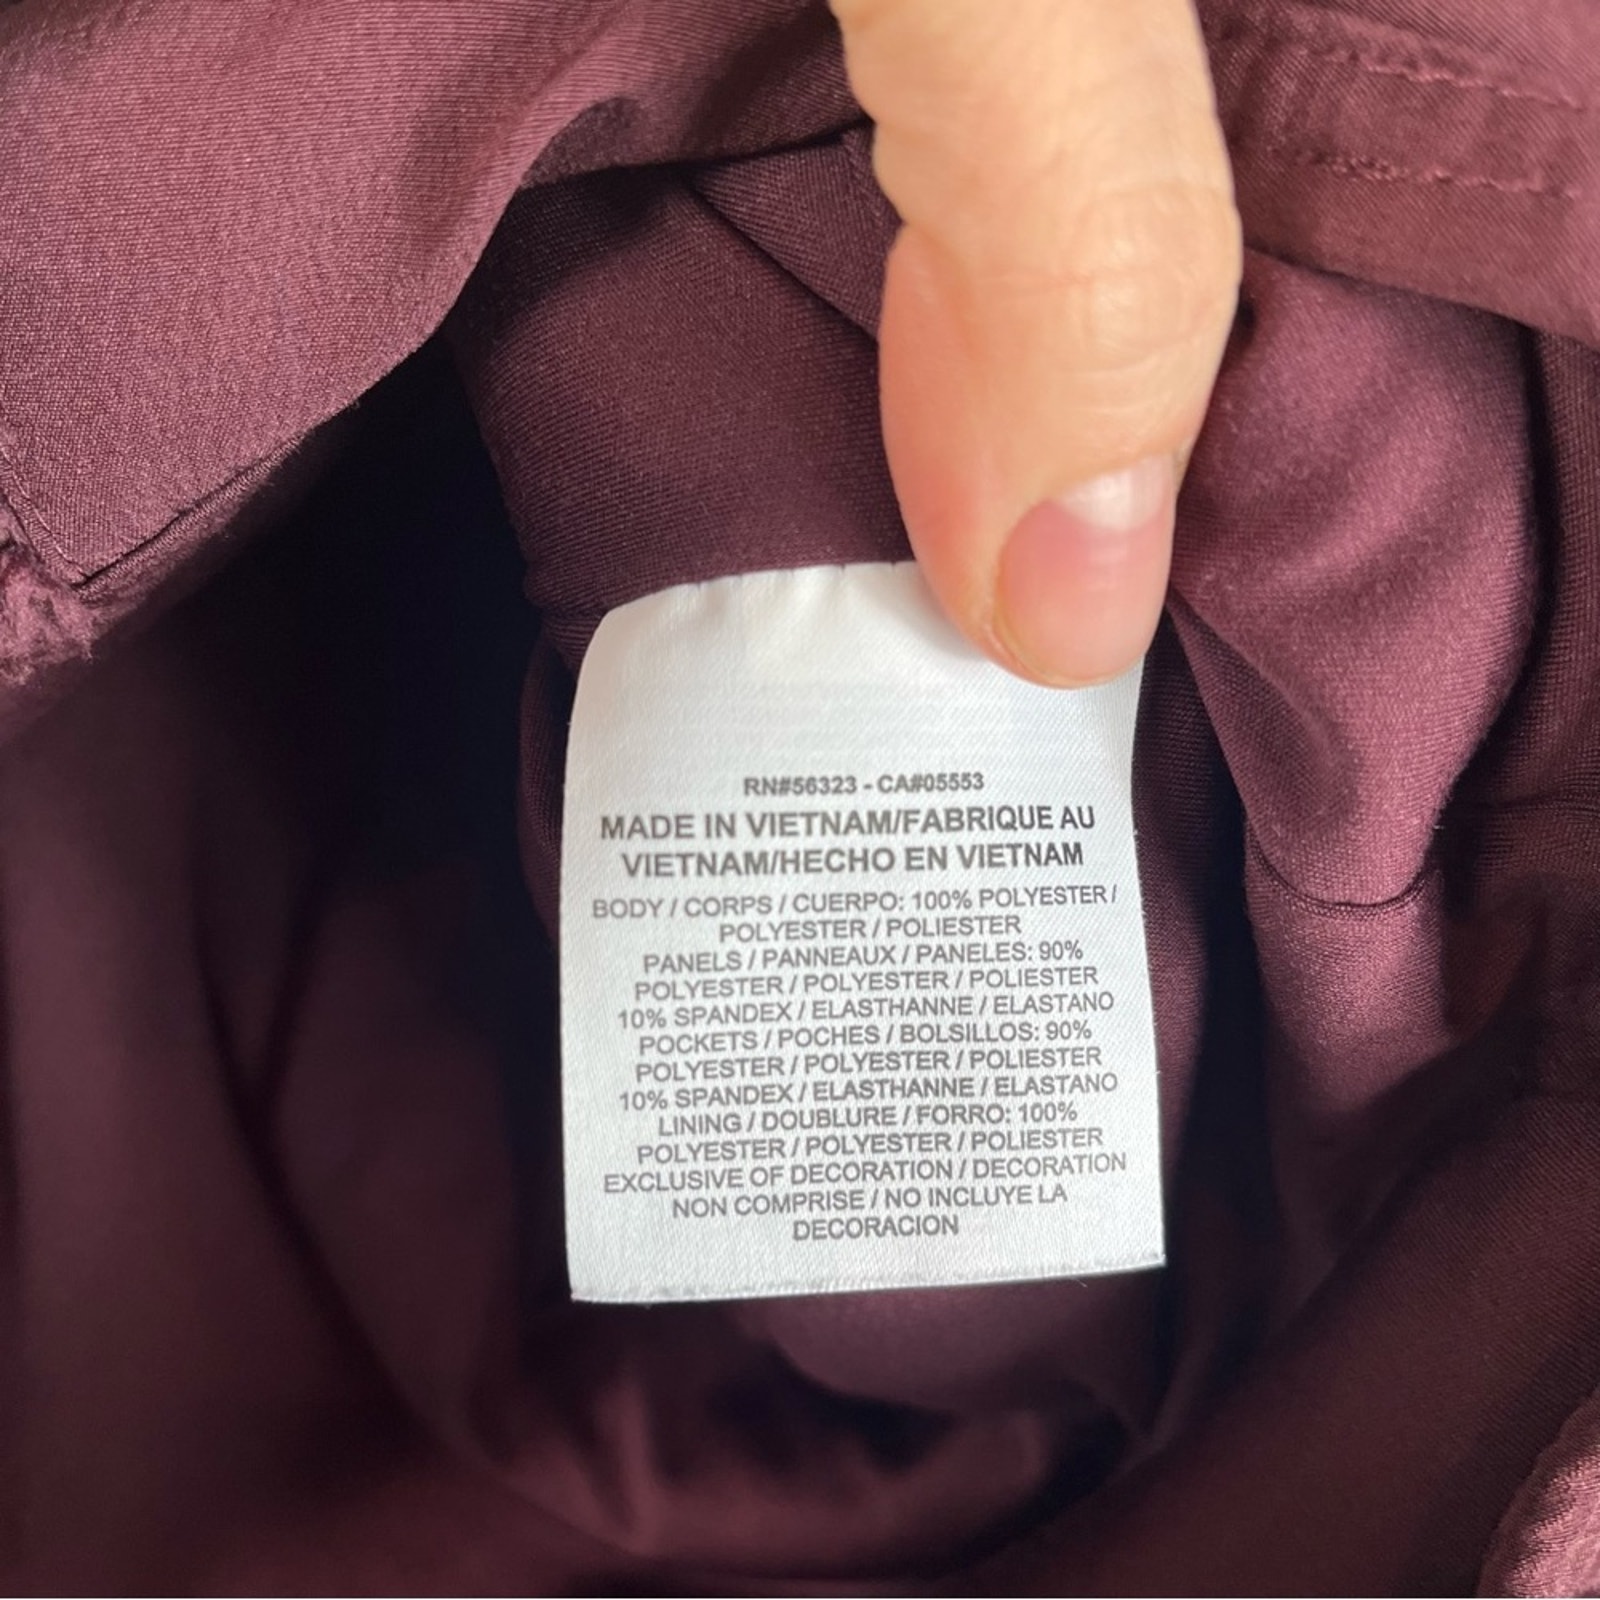 RN#56323 - CA#05553
MADE IN VIETNAM/FABRIQUE AU
VIETNAM/HECHO EN VIETNAM
BODY / CORPS / CUERPO: 100% POLYESTER /
POLYESTER / POLIESTER
PANELS / PANNEAUX / PANELES: 90%
POLYESTER / POLYESTER / POLIESTER
10% SPANDEX / ELASTHANNE / ELASTANO
POCKETS / POCHES / BOLSILLOS: 90%
POLYESTER / POLYESTER / POLIESTER
10% SPANDEX / ELASTHANNE / ELASTANO
LINING / DOUBLURE / FORRO: 100%
POLYESTER / POLYESTER / POLIESTER
EXCLUSIVE OF DECORATION / DECORATION
NON COMPRISE / NO INCLUYE LA
DECORACION